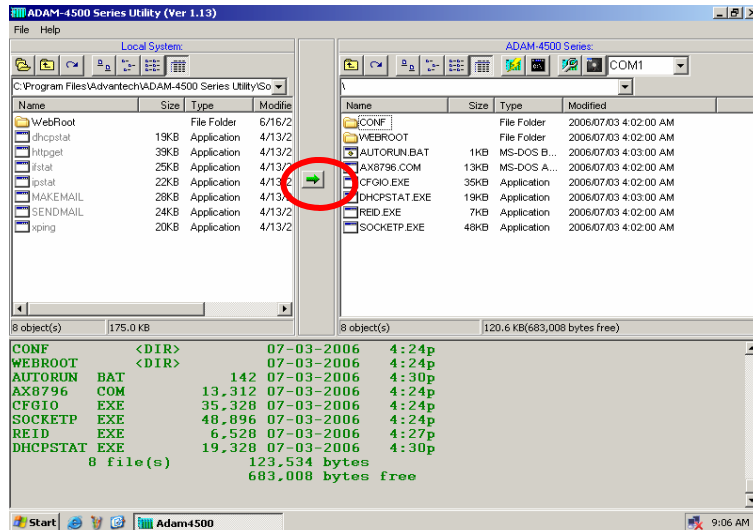 ADAM-4500 Series Utility (Ver 1.13)
File Help
Local System:
C:\Program Files\Advantech\ADAM-4500 Series Utility\So
Name Size Type Modifie
WebRoot File Folder 6/16/2
dhcpstat 19KB Application 4/13/2
httpget 39KB Application 4/13/2
ifstat 25KB Application 4/13/2
ipstat 22KB Application 4/13/2
MAKEMAIL 28KB Application 4/13/2
SENDMAIL 24KB Application 4/13/2
xping 20KB Application 4/13/2
8 object(s) 175.0 KB
ADAM-4500 Series:
COM1
\
Name Size Type Modified
CONF File Folder 2006/07/03 4:02:00 AM
WEBROOT File Folder 2006/07/03 4:02:00 AM
AUTORUN.BAT 1KB MS-DOS B... 2006/07/03 4:03:00 AM
AX8796.COM 13KB MS-DOS A... 2006/07/03 4:02:00 AM
CFGIO.EXE 35KB Application 2006/07/03 4:02:00 AM
DHCPSTAT.EXE 19KB Application 2006/07/03 4:03:00 AM
REID.EXE 7KB Application 2006/07/03 4:02:00 AM
SOCKETP.EXE 48KB Application 2006/07/03 4:02:00 AM
8 object(s) 120.6 KB(683,008 bytes free)
CONF <DIR> 07-03-2006 4:24p
WEBROOT <DIR> 07-03-2006 4:24p
AUTORUN BAT 142 07-03-2006 4:30p
AX8796 COM 13,312 07-03-2006 4:24p
CFGIO EXE 35,328 07-03-2006 4:24p
SOCKETP EXE 48,896 07-03-2006 4:24p
REID EXE 6,528 07-03-2006 4:27p
DHCPSTAT EXE 19,328 07-03-2006 4:30p
8 file(s) 123,534 bytes
683,008 bytes free
Start Adam4500 9:06 AM